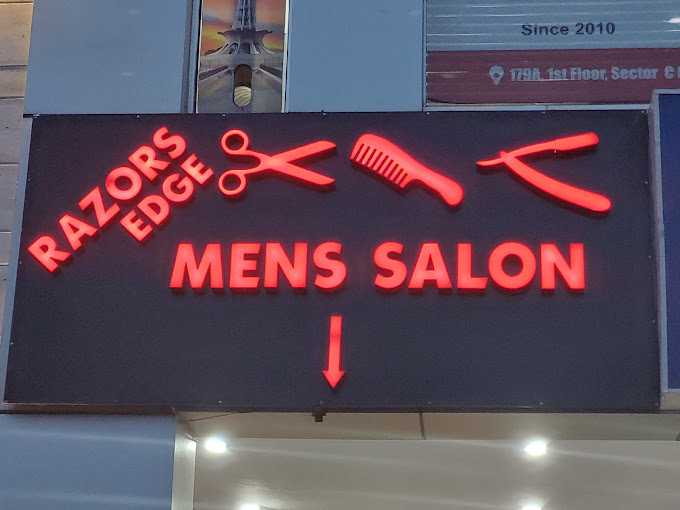 Since 2010
179A, 1st Floor, Sector C
RAZORS
EDGE
MENS SALON